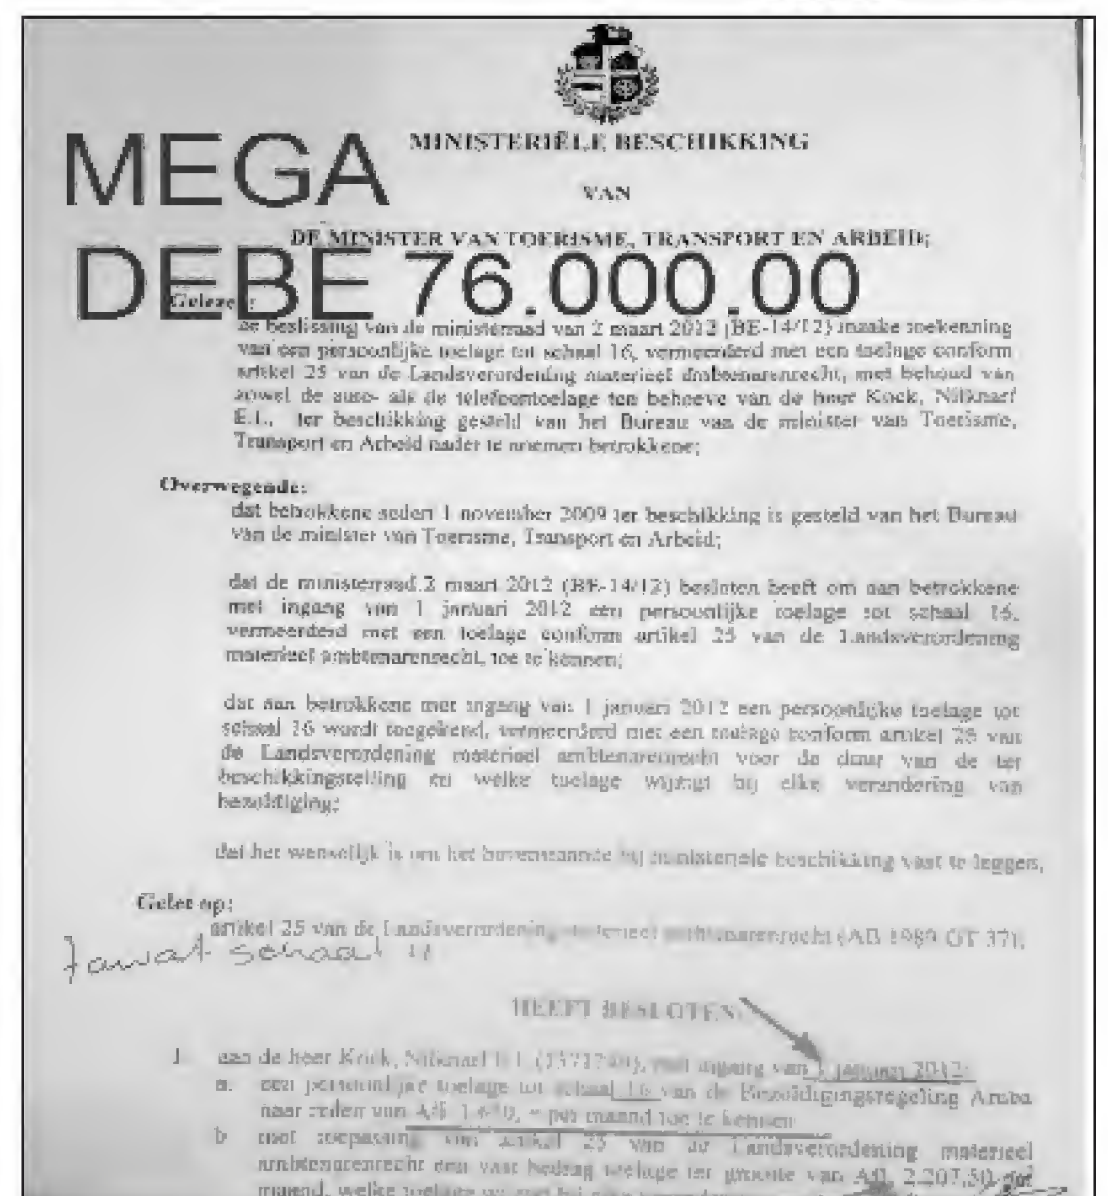 MINISTERIËLE BESCHIKKING
MEGA
VAN
DE MINISTER VAN TOERISME, TRANSPORT EN ARBEID;
DEBE 76.000.00
Gelezen:
de beslissing van de ministerraad van 2 maart 2012 (BE-14/12) inzake toekenning
van een persoonlijke toelage tot schaal 16, vermeerderd met een toelage conform
artikel 25 van de Landsverordening materieel ambtenarenrecht, met behoud van
zowel de auto- als de telefoontoelage ten behoeve van de heer Kock, Nilknarf
E.I., ter beschikking gesteld van het Bureau van de minister van Toerisme,
Transport en Arbeid nader te noemen betrokkene;
Overwegende:
dat betrokkene sedert 1 november 2009 ter beschikking is gesteld van het Bureau
van de minister van Toerisme, Transport en Arbeid;
dat de ministerraad 2 maart 2012 (BE-14/12) besloten heeft om aan betrokkene
met ingang van 1 januari 2012 een persoonlijke toelage tot schaal 16,
vermeerderd met een toelage conform artikel 25 van de Landsverordening
materieel ambtenarenrecht, toe te kennen;
dat aan betrokkene met ingang van 1 januari 2012 een persoonlijke toelage tot
schaal 16 wordt toegekend, vermeerderd met een toelage conform artikel 25 van
de Landsverordening materieel ambtenarenrecht voor de duur van de ter
beschikkingstelling en welke toelage wijzigt bij elke verandering van
bezoldiging;
dat het wenselijk is om het bovenstaande bij ministeriele beschikking vast te leggen,
Gelet op:
artikel 25 van de Landsverordening materieel ambtenarenrecht (AB 1989 GT 37);
schaal
HEEFT BESLOTEN:
1. aan de heer Kock, Nilknarf E.I. met ingang van 1 januari 2012:
a. een persoonlijke toelage tot schaal 16 van de Bezoldigingsregeling Aruba
naar reden van Afl. per maand toe te kennen
b. met toepassing van artikel 25 van de Landsverordening materieel
ambtenarenrecht een vast bedrag toelage ter grootte van Afl. 2.207,50 per
maand, welke toelage